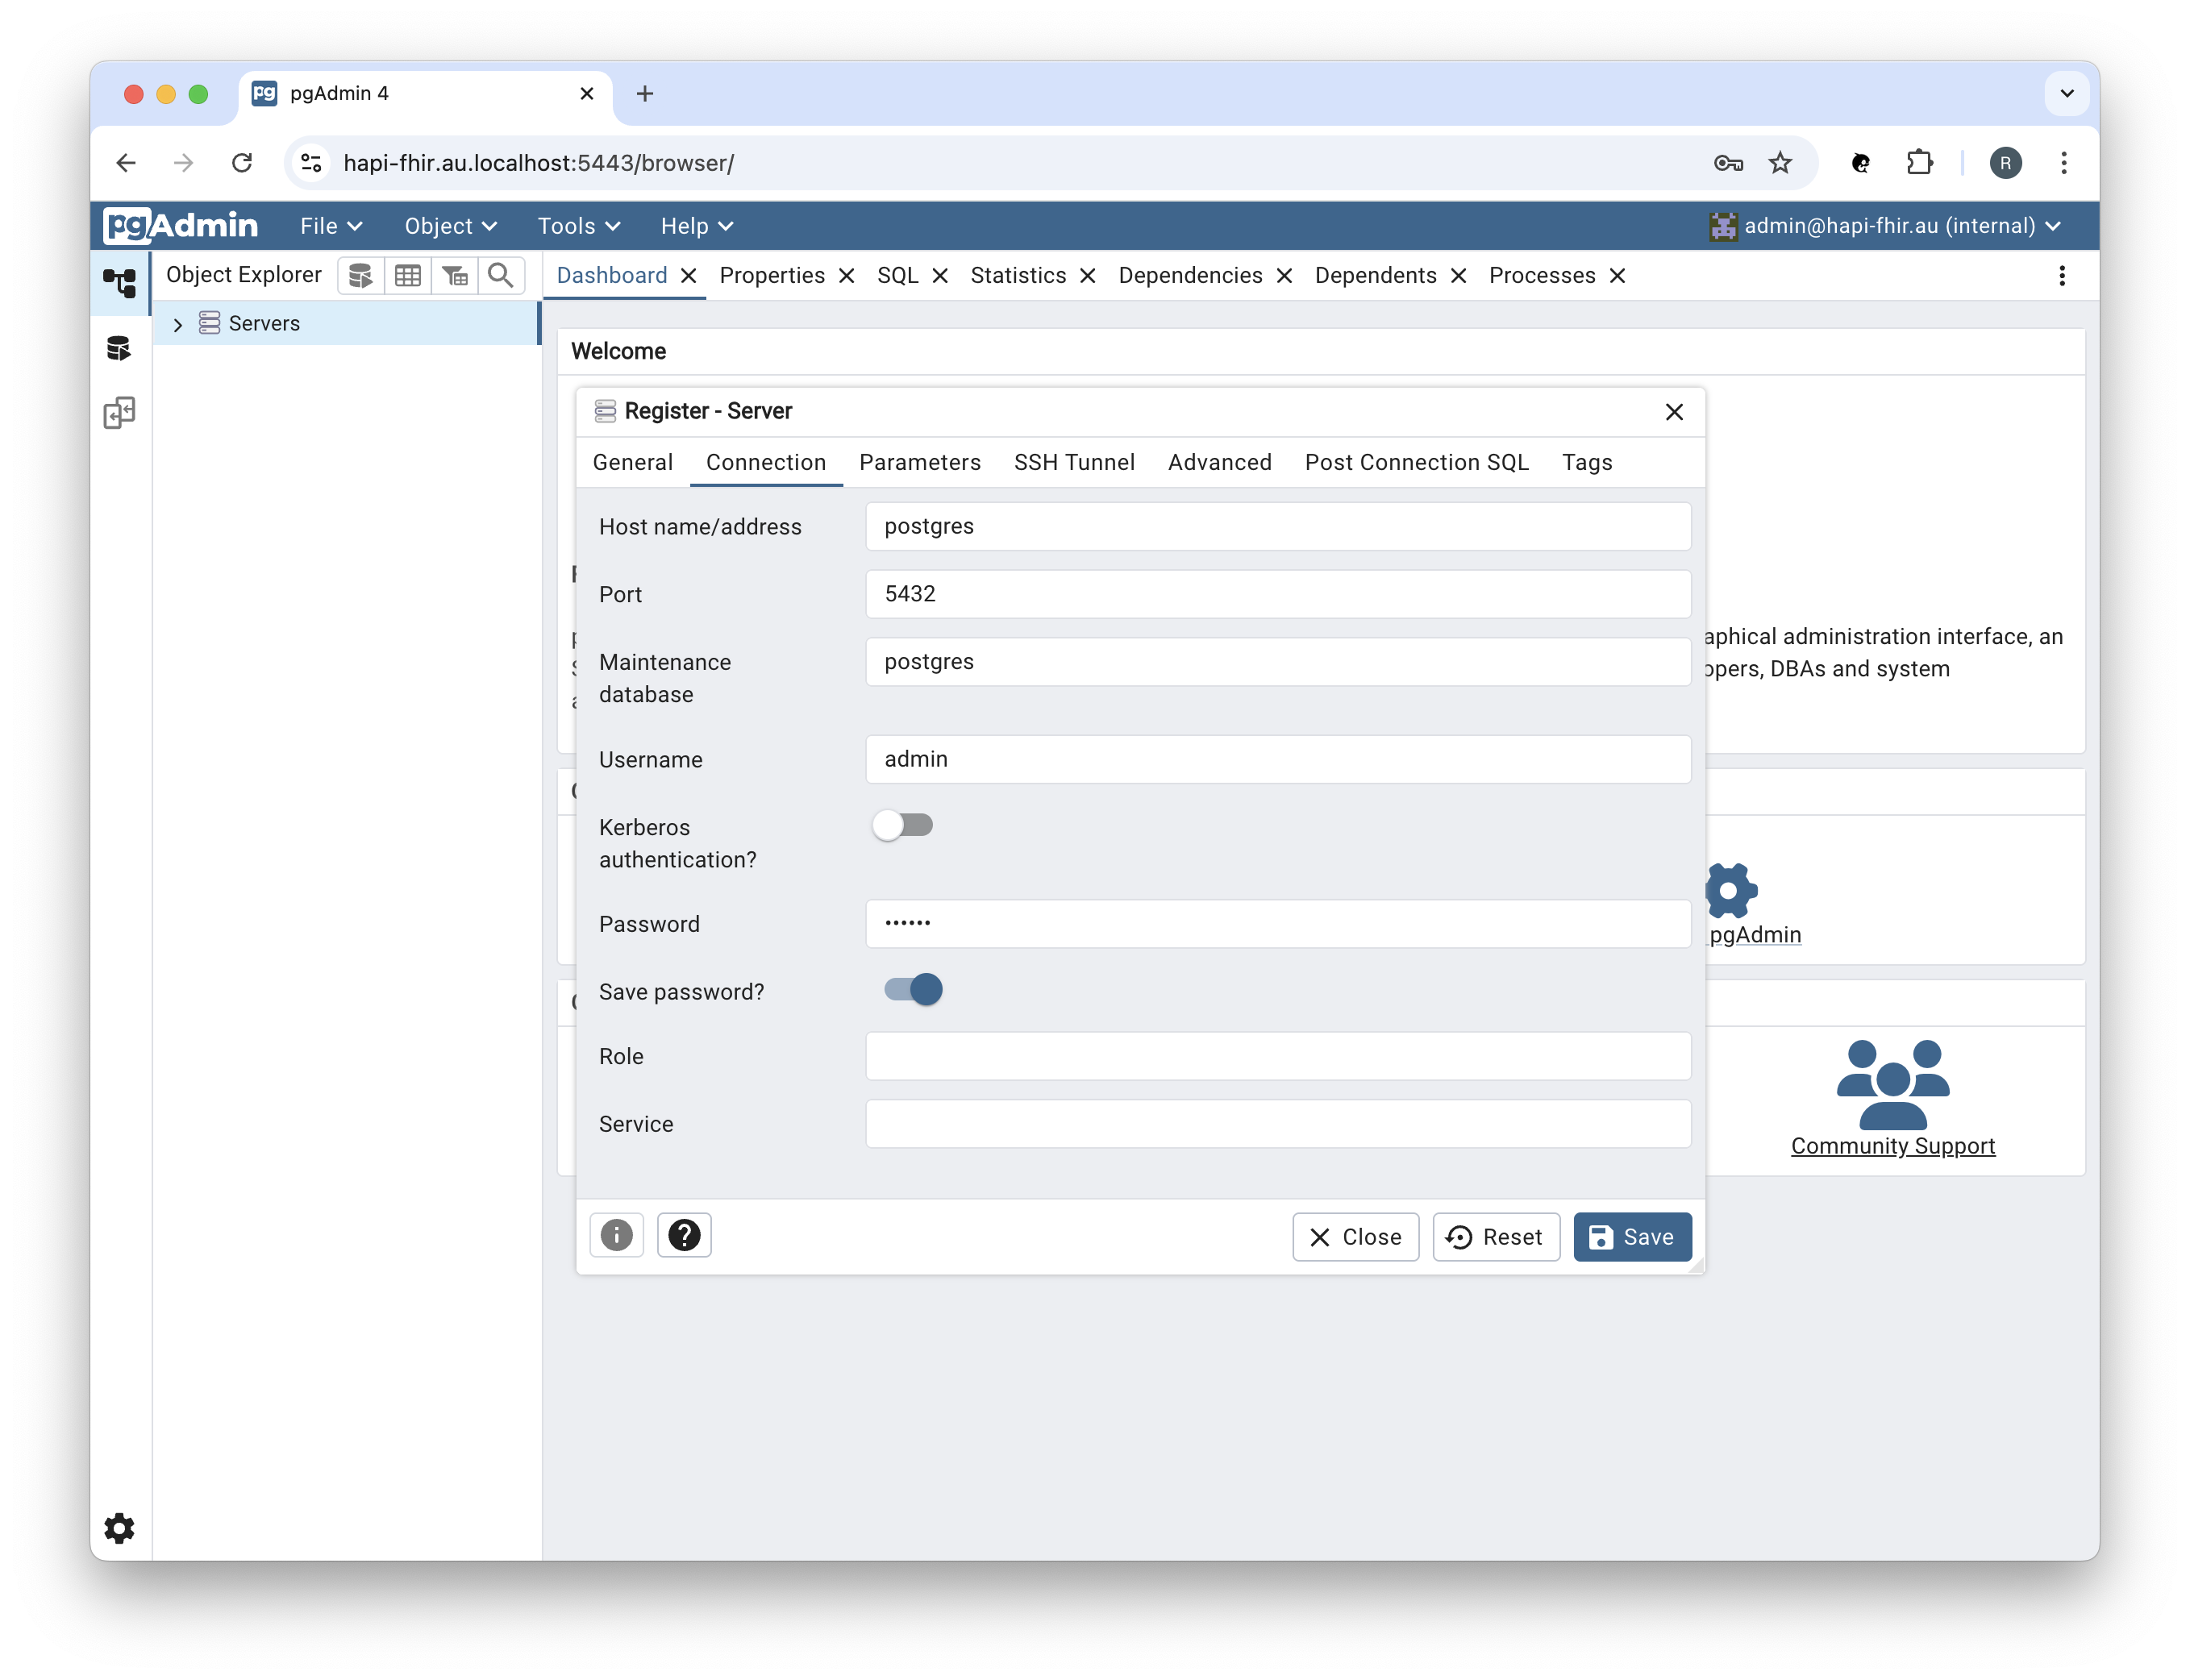 pgAdmin 4
hapi-fhir.au.localhost:5443/browser/
R
pgAdmin File Object Tools Help admin@hapi-fhir.au (internal)
Object Explorer
Dashboard Properties SQL Statistics Dependencies Dependents Processes
Servers
Welcome
Register - Server
General Connection Parameters SSH Tunnel Advanced Post Connection SQL Tags
Host name/address postgres
Port 5432
Maintenance
database
postgres
aphical administration interface, an
opers, DBAs and system
Username admin
Kerberos
authentication?
Password ••••••
pgAdmin
Save password?
Role
Service
Community Support
Close Reset Save